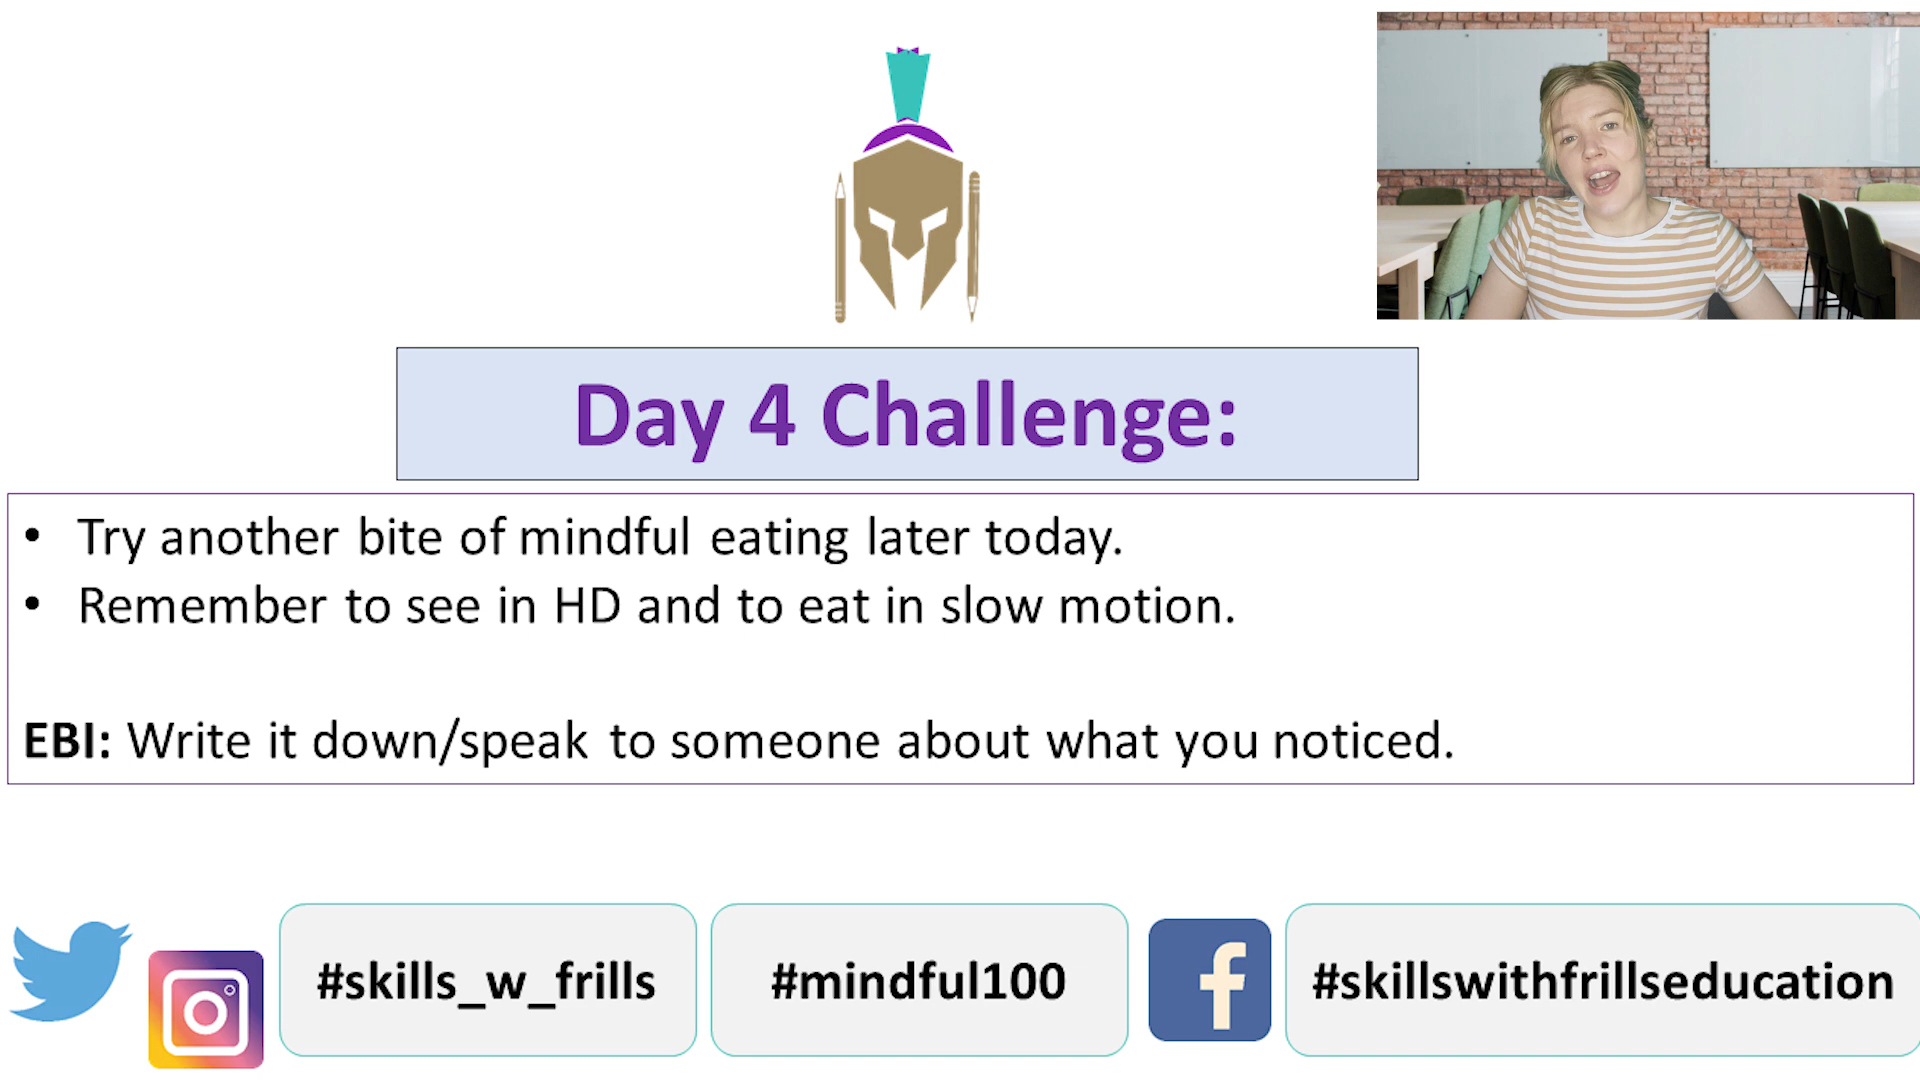 Day 4 Challenge:
• Try another bite of mindful eating later today.
• Remember to see in HD and to eat in slow motion.
EBI: Write it down/speak to someone about what you noticed.
#skills_w_frills
#mindful100
#skillswithfrillseducation